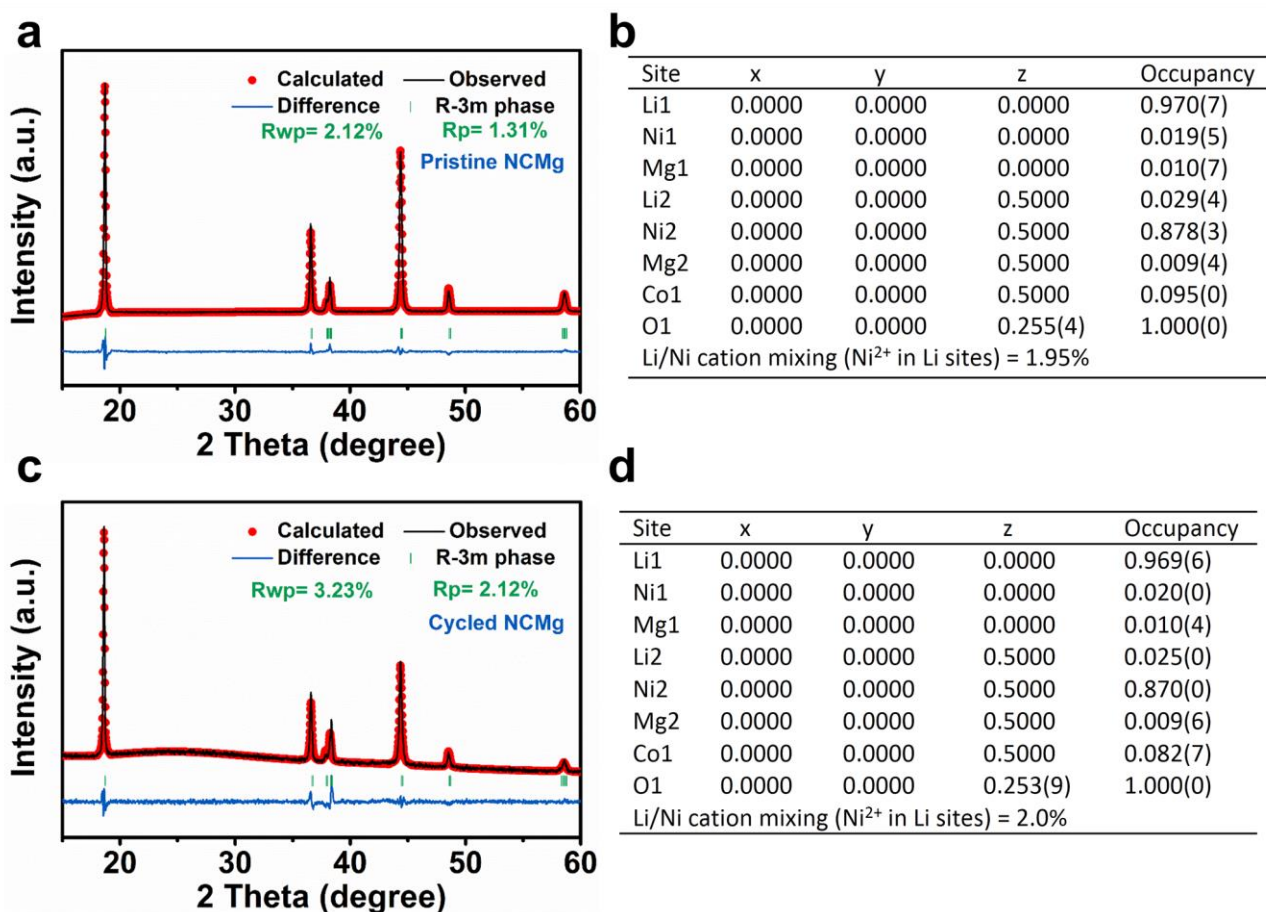 a
Calculated Observed
Difference R-3m phase
Rwp= 2.12% Rp= 1.31%
Pristine NCMg
Intensity (a.u.)
20 30 40 50 60
2 Theta (degree)
b
Site x y z Occupancy
Li1 0.0000 0.0000 0.0000 0.970(7)
Ni1 0.0000 0.0000 0.0000 0.019(5)
Mg1 0.0000 0.0000 0.0000 0.010(7)
Li2 0.0000 0.0000 0.5000 0.029(4)
Ni2 0.0000 0.0000 0.5000 0.878(3)
Mg2 0.0000 0.0000 0.5000 0.009(4)
Co1 0.0000 0.0000 0.5000 0.095(0)
O1 0.0000 0.0000 0.255(4) 1.000(0)
Li/Ni cation mixing (Ni²⁺ in Li sites) = 1.95%
c
Calculated Observed
Difference R-3m phase
Rwp= 3.23% Rp= 2.12%
Cycled NCMg
Intensity (a.u.)
20 30 40 50 60
2 Theta (degree)
d
Site x y z Occupancy
Li1 0.0000 0.0000 0.0000 0.969(6)
Ni1 0.0000 0.0000 0.0000 0.020(0)
Mg1 0.0000 0.0000 0.0000 0.010(4)
Li2 0.0000 0.0000 0.5000 0.025(0)
Ni2 0.0000 0.0000 0.5000 0.870(0)
Mg2 0.0000 0.0000 0.5000 0.009(6)
Co1 0.0000 0.0000 0.5000 0.082(7)
O1 0.0000 0.0000 0.253(9) 1.000(0)
Li/Ni cation mixing (Ni²⁺ in Li sites) = 2.0%